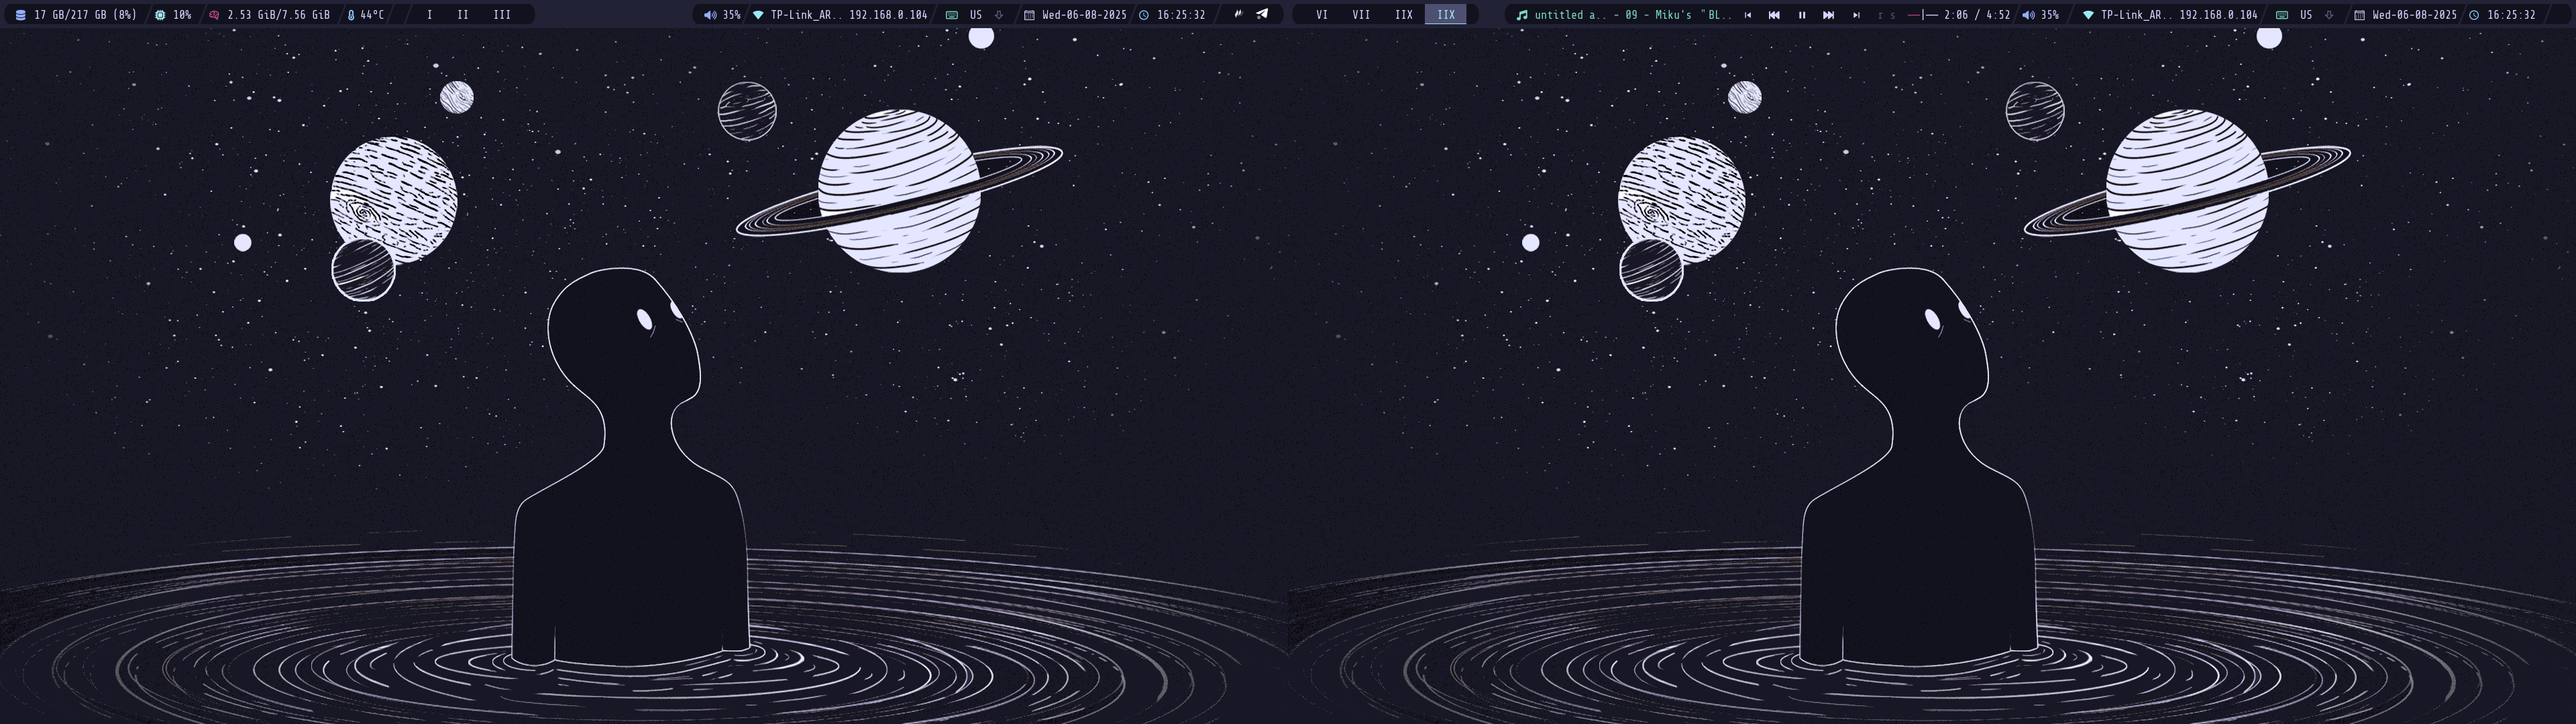 17 GB/217 GB (8%) 10% 2.53 GiB/7.56 GiB 44°C I II III 35% TP-Link_AR.. 192.168.0.104 US Wed-06-08-2025 16:25:32 VI VII IIX IIX untitled a.. - 09 - Miku's "BL.. r s 2:06 / 4:52 35% TP-Link_AR.. 192.168.0.104 US Wed-06-08-2025 16:25:32